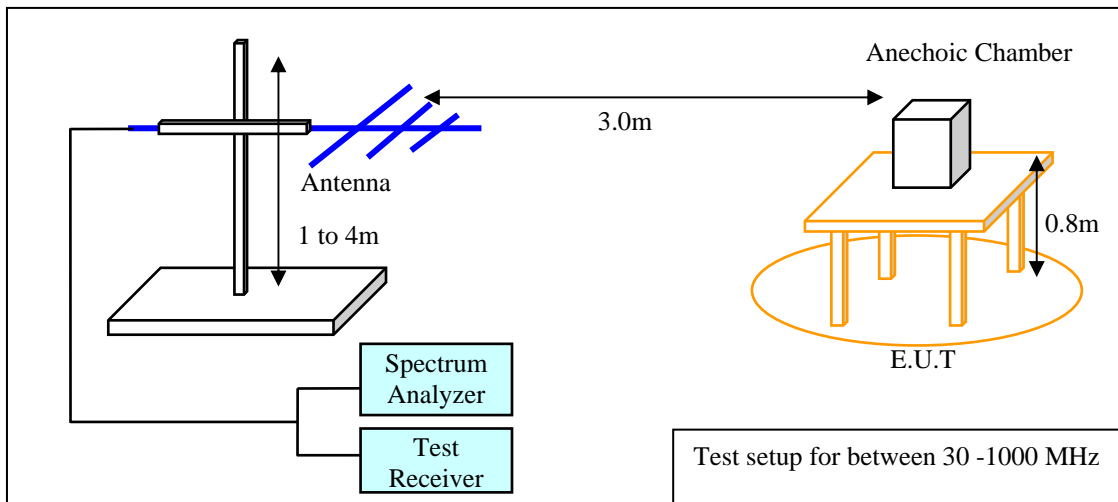 Anechoic Chamber
3.0m
Antenna
1 to 4m
0.8m
E.U.T
Spectrum
Analyzer
Test
Receiver
Test setup for between 30 -1000 MHz